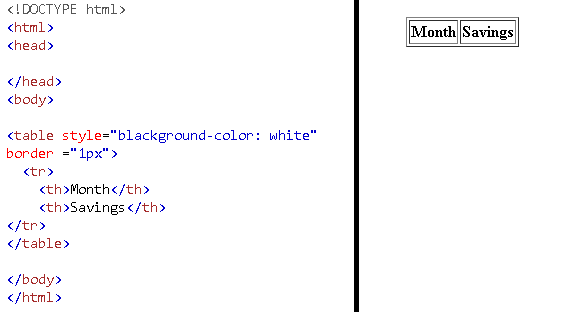 <!DOCTYPE html>
<html>
<head>
</head>
<body>
<table style="blackground-color: white"
border ="1px">
<tr>
<th>Month</th>
<th>Savings</th>
</tr>
</table>
</body>
</html>
Month Savings